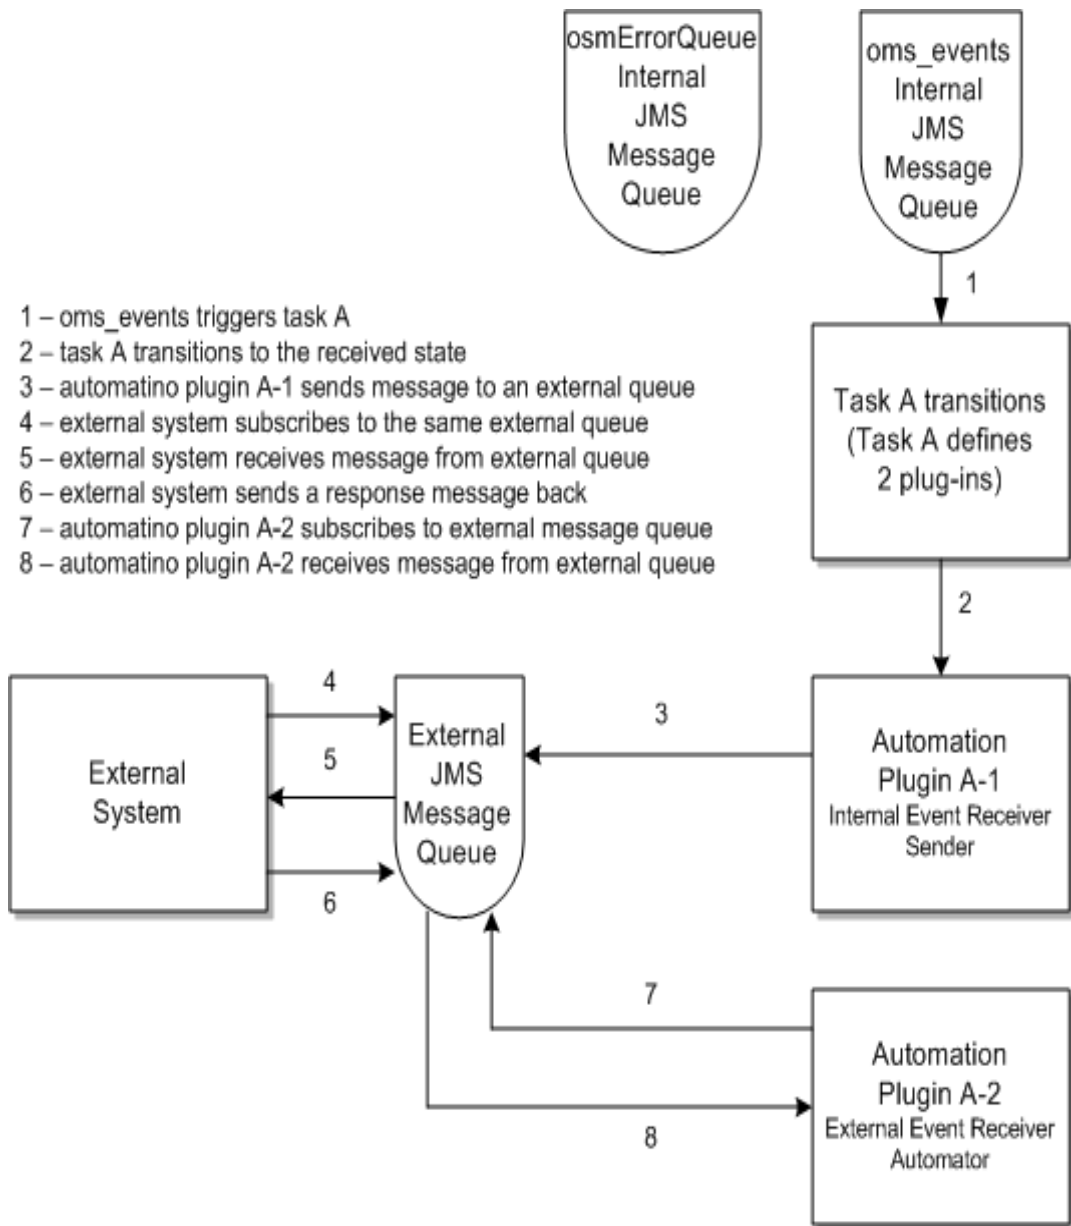 osmErrorQueue
Internal
JMS
Message
Queue
oms_events
Internal
JMS
Message
Queue
1
1 – oms_events triggers task A
2 – task A transitions to the received state
3 – automatino plugin A-1 sends message to an external queue
4 – external system subscribes to the same external queue
5 – external system receives message from external queue
6 – external system sends a response message back
7 – automatino plugin A-2 subscribes to external message queue
8 – automatino plugin A-2 receives message from external queue
Task A transitions
(Task A defines
2 plug-ins)
2
External
System
4
5
6
External
JMS
Message
Queue
3
Automation
Plugin A-1
Internal Event Receiver
Sender
7
8
Automation
Plugin A-2
External Event Receiver
Automator